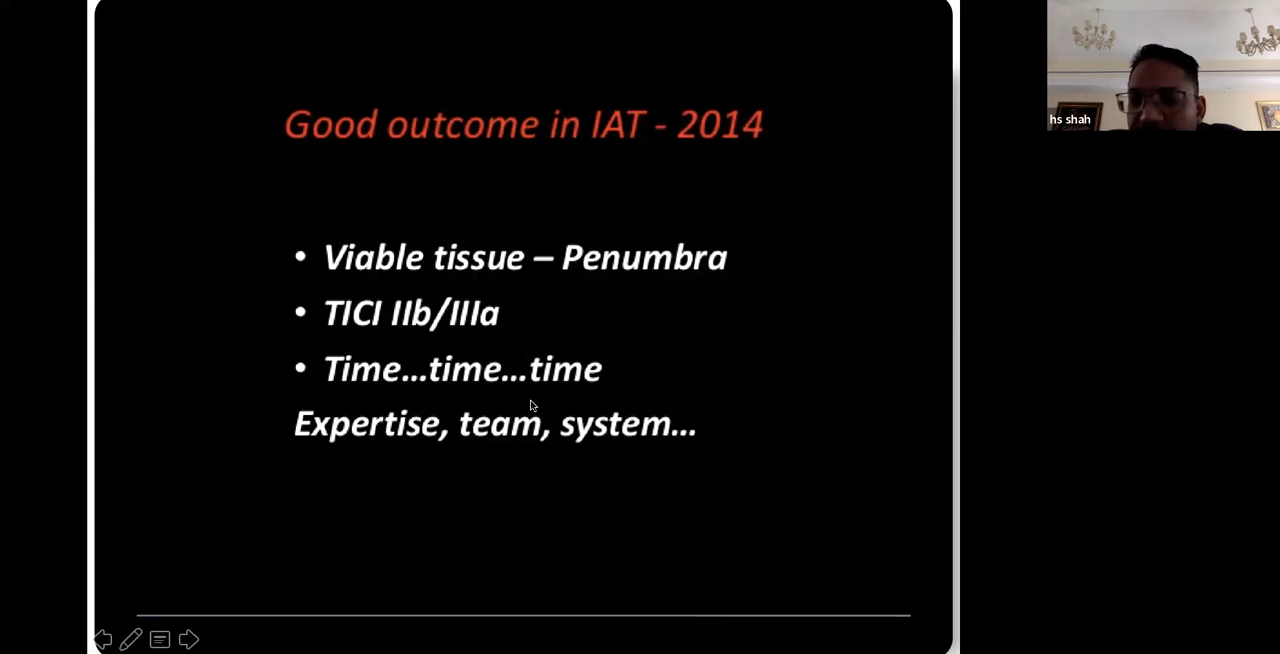 Good outcome in IAT - 2014
• Viable tissue – Penumbra
• TICI IIb/IIIa
• Time...time...time
Expertise, team, system...
hs shah